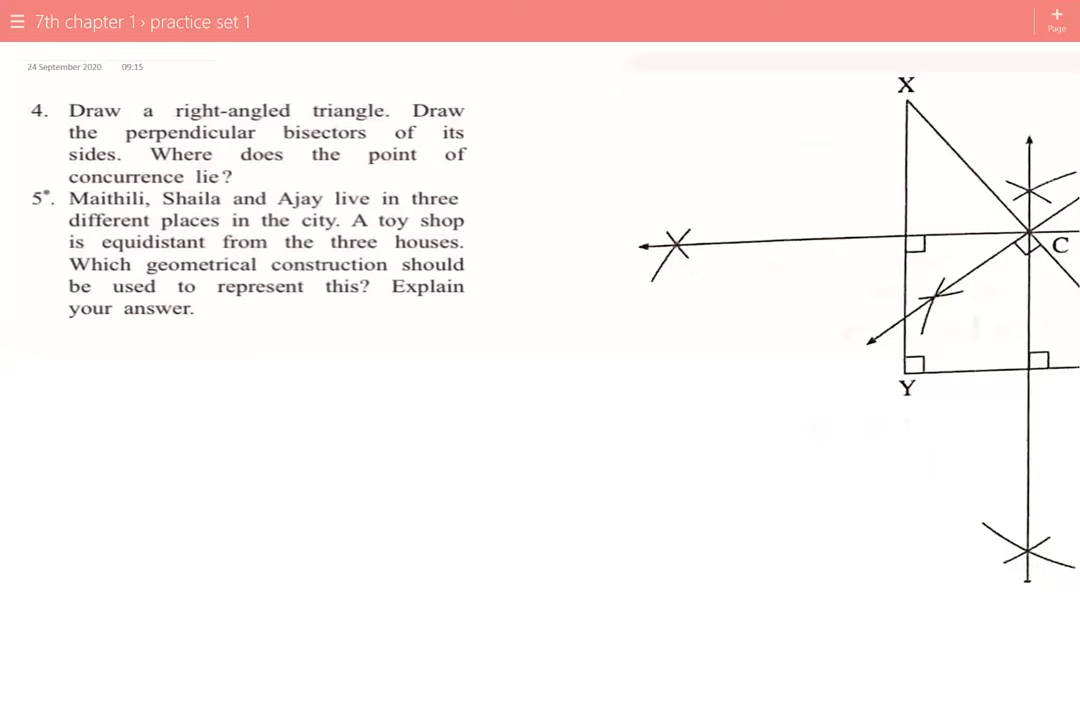 7th chapter 1 › practice set 1
Page
24 September 2020 09:15
4. Draw a right-angled triangle. Draw
the perpendicular bisectors of its
sides. Where does the point of
concurrence lie?
5*. Maithili, Shaila and Ajay live in three
different places in the city. A toy shop
is equidistant from the three houses.
Which geometrical construction should
be used to represent this? Explain
your answer.
X
C
Y